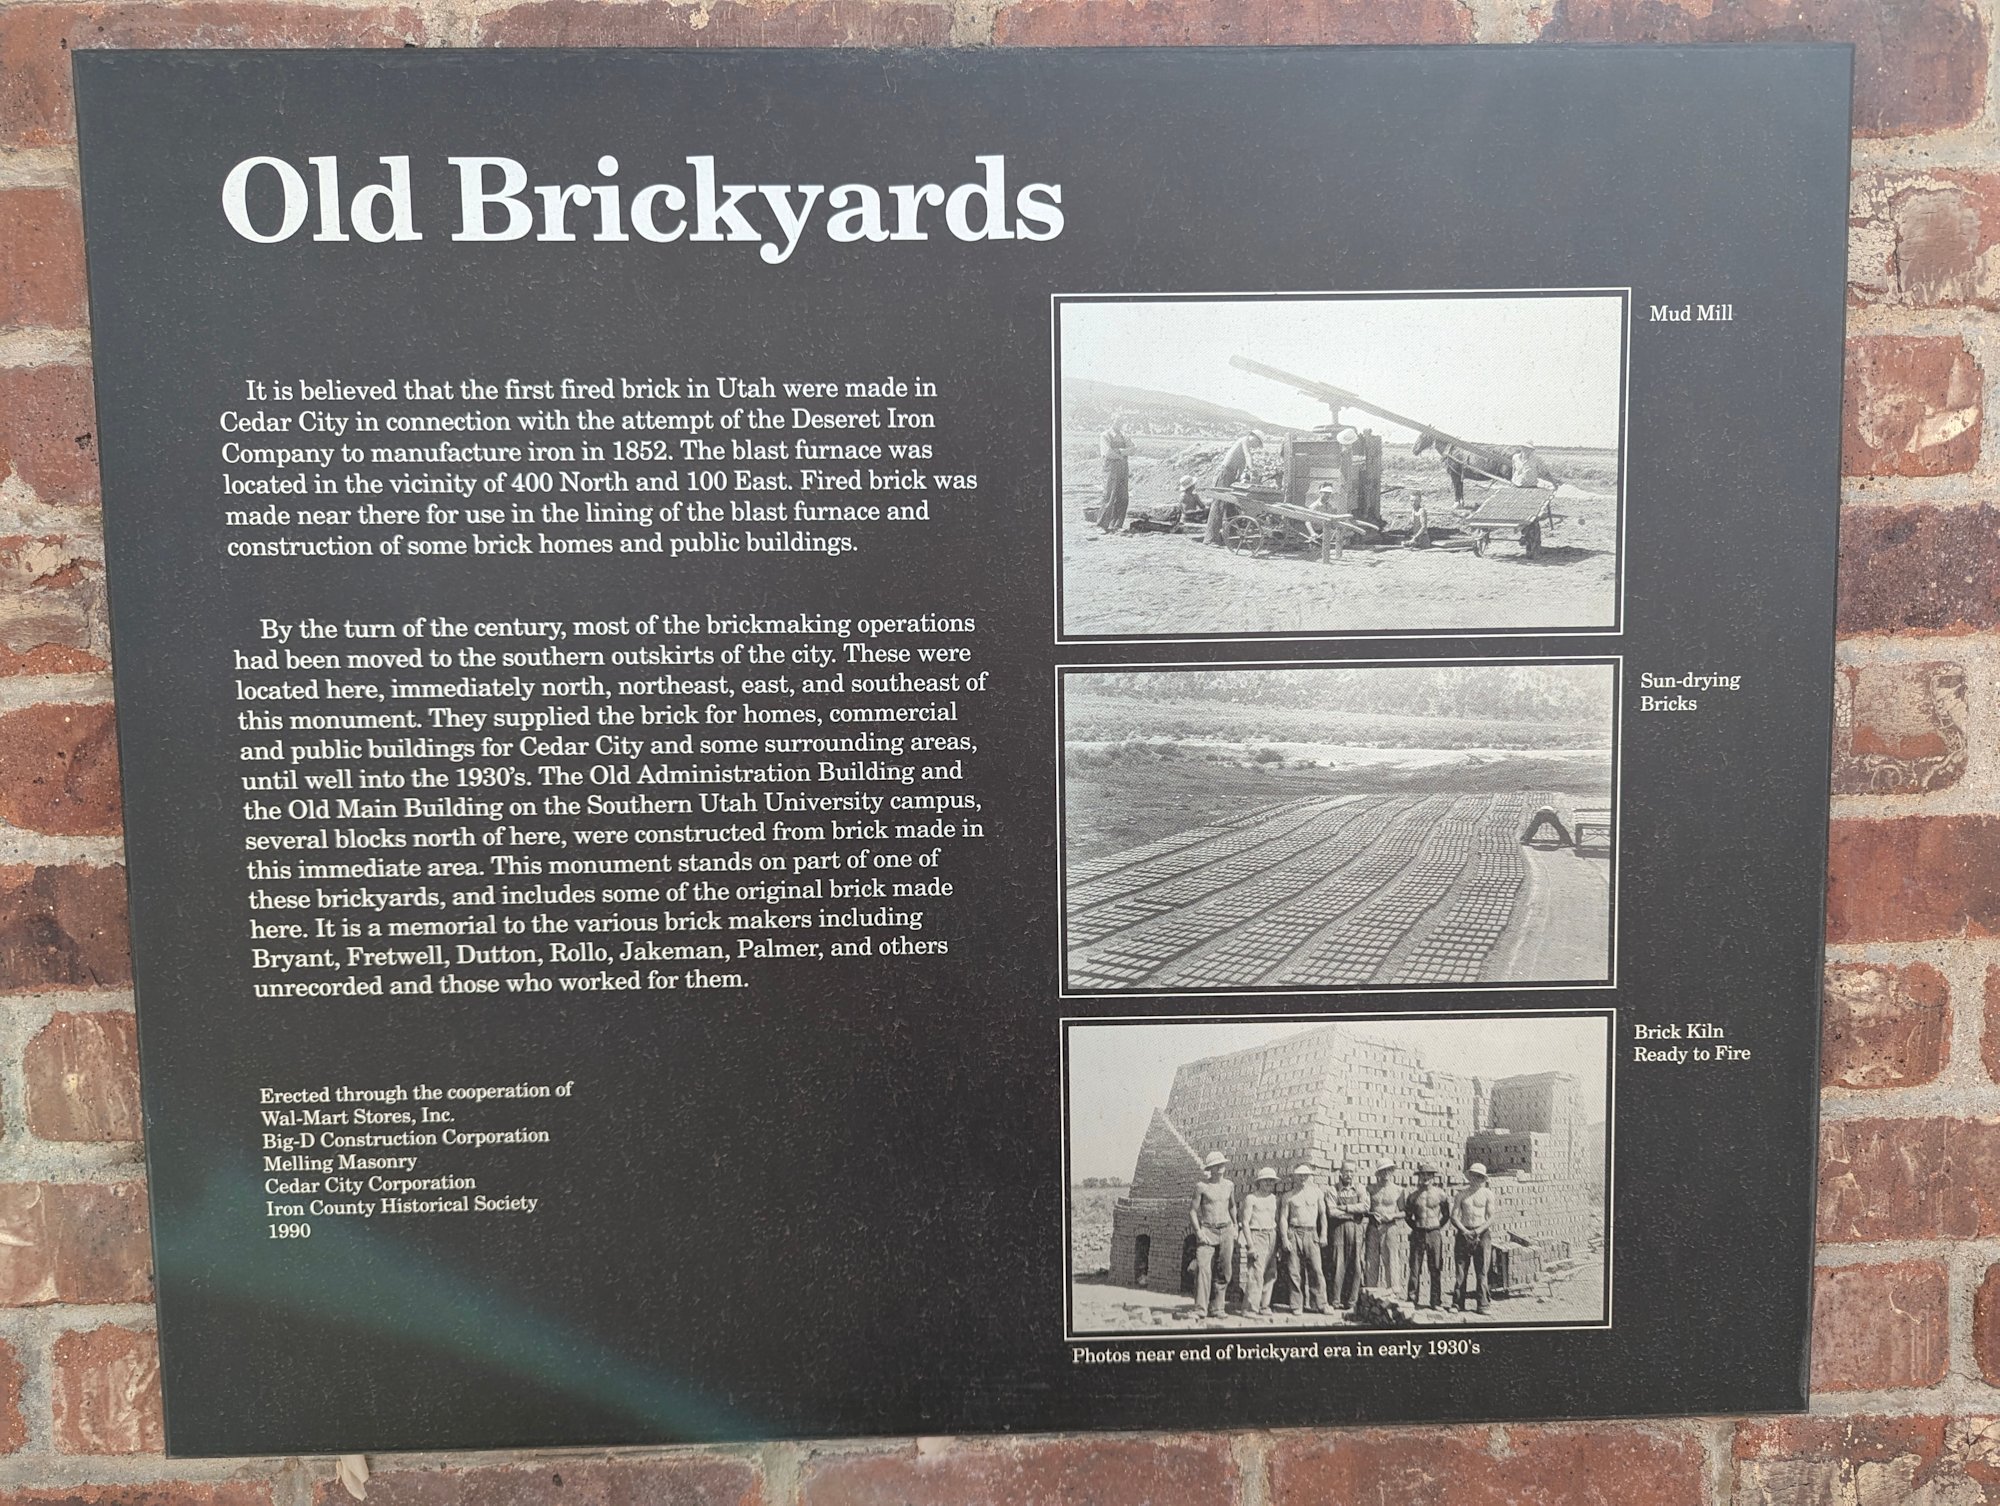 Old Brickyards
It is believed that the first fired brick in Utah were made in
Cedar City in connection with the attempt of the Deseret Iron
Company to manufacture iron in 1852. The blast furnace was
located in the vicinity of 400 North and 100 East. Fired brick was
made near there for use in the lining of the blast furnace and
construction of some brick homes and public buildings.
By the turn of the century, most of the brickmaking operations
had been moved to the southern outskirts of the city. These were
located here, immediately north, northeast, east, and southeast of
this monument. They supplied the brick for homes, commercial
and public buildings for Cedar City and some surrounding areas,
until well into the 1930's. The Old Administration Building and
the Old Main Building on the Southern Utah University campus,
several blocks north of here, were constructed from brick made in
this immediate area. This monument stands on part of one of
these brickyards, and includes some of the original brick made
here. It is a memorial to the various brick makers including
Bryant, Fretwell, Dutton, Rollo, Jakeman, Palmer, and others
unrecorded and those who worked for them.
Erected through the cooperation of
Wal-Mart Stores, Inc.
Big-D Construction Corporation
Melling Masonry
Cedar City Corporation
Iron County Historical Society
1990
Mud Mill
Sun-drying
Bricks
Brick Kiln
Ready to Fire
Photos near end of brickyard era in early 1930's